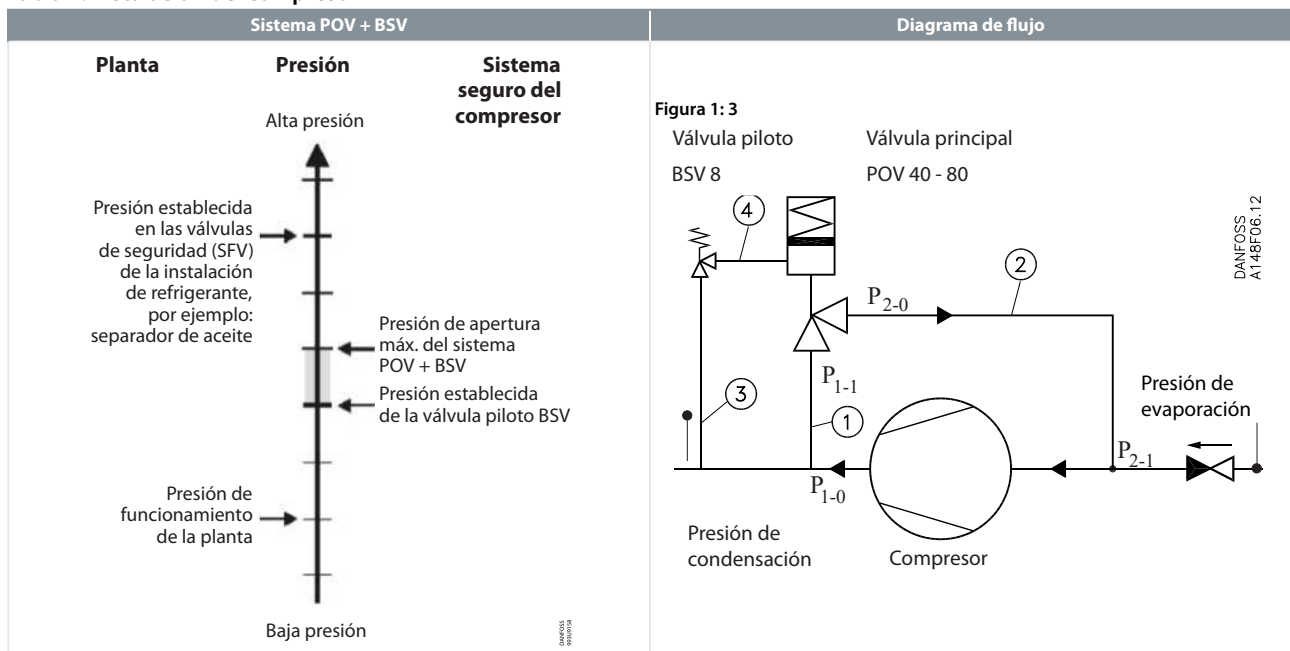 Sistema POV + BSV
Diagrama de flujo
Planta
Presión
Sistema
seguro del
compresor
Alta presión
Presión establecida
en las válvulas
de seguridad (SFV)
de la instalación
de refrigerante,
por ejemplo:
separador de aceite
Presión de apertura
máx. del sistema
POV + BSV
Presión establecida
de la válvula piloto BSV
Presión de
funcionamiento
de la planta
Baja presión
DANFOSS
Figura 1: 3
Válvula piloto
Válvula principal
BSV 8
POV 40 - 80
4
DANFOSS
A148F06.12
2
P2-0
P1-1
3
1
Presión de
evaporación
P2-1
P1-0
Presión de
condensación
Compresor